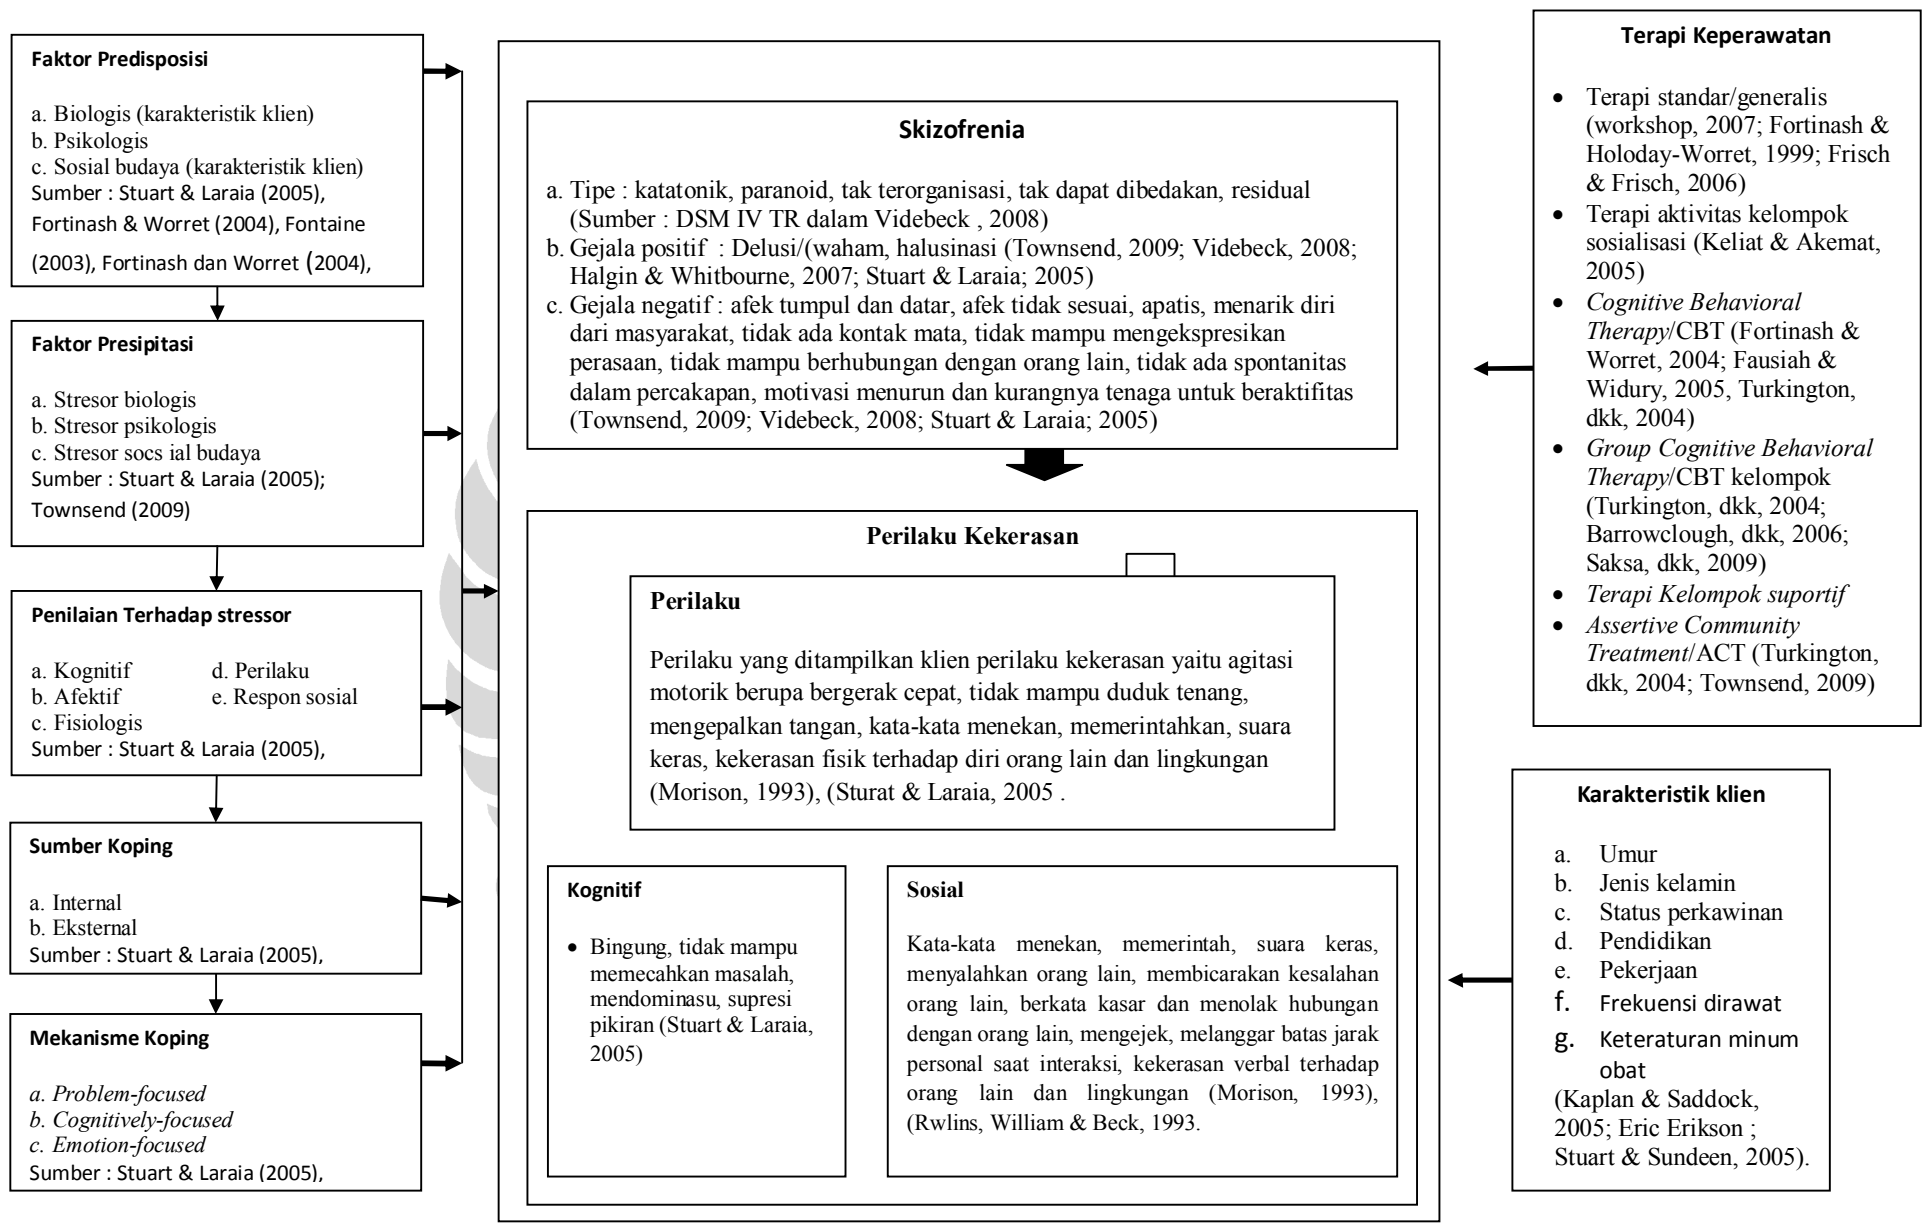 Faktor Predisposisi
a. Biologis (karakteristik klien)
b. Psikologis
c. Sosial budaya (karakteristik klien)
Sumber : Stuart & Laraia (2005),
Fortinash & Worret (2004), Fontaine
(2003), Fortinash dan Worret (2004),
Faktor Presipitasi
a. Stresor biologis
b. Stresor psikologis
c. Stresor socs ial budaya
Sumber : Stuart & Laraia (2005);
Townsend (2009)
Penilaian Terhadap stressor
a. Kognitif d. Perilaku
b. Afektif e. Respon sosial
c. Fisiologis
Sumber : Stuart & Laraia (2005),
Sumber Koping
a. Internal
b. Eksternal
Sumber : Stuart & Laraia (2005),
Mekanisme Koping
a. Problem-focused
b. Cognitively-focused
c. Emotion-focused
Sumber : Stuart & Laraia (2005),
Skizofrenia
a. Tipe : katatonik, paranoid, tak terorganisasi, tak dapat dibedakan, residual
(Sumber : DSM IV TR dalam Videbeck , 2008)
b. Gejala positif : Delusi/(waham, halusinasi (Townsend, 2009; Videbeck, 2008;
Halgin & Whitbourne, 2007; Stuart & Laraia; 2005)
c. Gejala negatif : afek tumpul dan datar, afek tidak sesuai, apatis, menarik diri
dari masyarakat, tidak ada kontak mata, tidak mampu mengekspresikan
perasaan, tidak mampu berhubungan dengan orang lain, tidak ada spontanitas
dalam percakapan, motivasi menurun dan kurangnya tenaga untuk beraktifitas
(Townsend, 2009; Videbeck, 2008; Stuart & Laraia; 2005)
Perilaku Kekerasan
Perilaku
Perilaku yang ditampilkan klien perilaku kekerasan yaitu agitasi
motorik berupa bergerak cepat, tidak mampu duduk tenang,
mengepalkan tangan, kata-kata menekan, memerintahkan, suara
keras, kekerasan fisik terhadap diri orang lain dan lingkungan
(Morison, 1993), (Sturat & Laraia, 2005 .
Kognitif
• Bingung, tidak mampu
memecahkan masalah,
mendominasu, supresi
pikiran (Stuart & Laraia,
2005)
Sosial
Kata-kata menekan, memerintah, suara keras,
menyalahkan orang lain, membicarakan kesalahan
orang lain, berkata kasar dan menolak hubungan
dengan orang lain, mengejek, melanggar batas jarak
personal saat interaksi, kekerasan verbal terhadap
orang lain dan lingkungan (Morison, 1993),
(Rwlins, William & Beck, 1993.
Terapi Keperawatan
• Terapi standar/generalis
(workshop, 2007; Fortinash &
Holoday-Worret, 1999; Frisch
& Frisch, 2006)
• Terapi aktivitas kelompok
sosialisasi (Keliat & Akemat,
2005)
• Cognitive Behavioral
Therapy/CBT (Fortinash &
Worret, 2004; Fausiah &
Widury, 2005, Turkington,
dkk, 2004)
• Group Cognitive Behavioral
Therapy/CBT kelompok
(Turkington, dkk, 2004;
Barrowclough, dkk, 2006;
Saksa, dkk, 2009)
• Terapi Kelompok suportif
• Assertive Community
Treatment/ACT (Turkington,
dkk, 2004; Townsend, 2009)
Karakteristik klien
a. Umur
b. Jenis kelamin
c. Status perkawinan
d. Pendidikan
e. Pekerjaan
f. Frekuensi dirawat
g. Keteraturan minum
obat
(Kaplan & Saddock,
2005; Eric Erikson ;
Stuart & Sundeen, 2005).